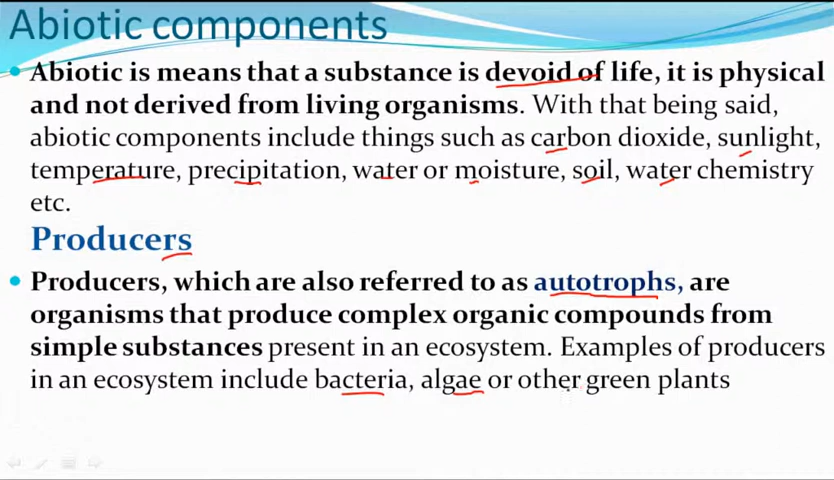 Abiotic components
Abiotic is means that a substance is devoid of life, it is physical
and not derived from living organisms. With that being said,
abiotic components include things such as carbon dioxide, sunlight,
temperature, precipitation, water or moisture, soil, water chemistry
etc.
Producers
Producers, which are also referred to as autotrophs, are
organisms that produce complex organic compounds from
simple substances present in an ecosystem. Examples of producers
in an ecosystem include bacteria, algae or other green plants